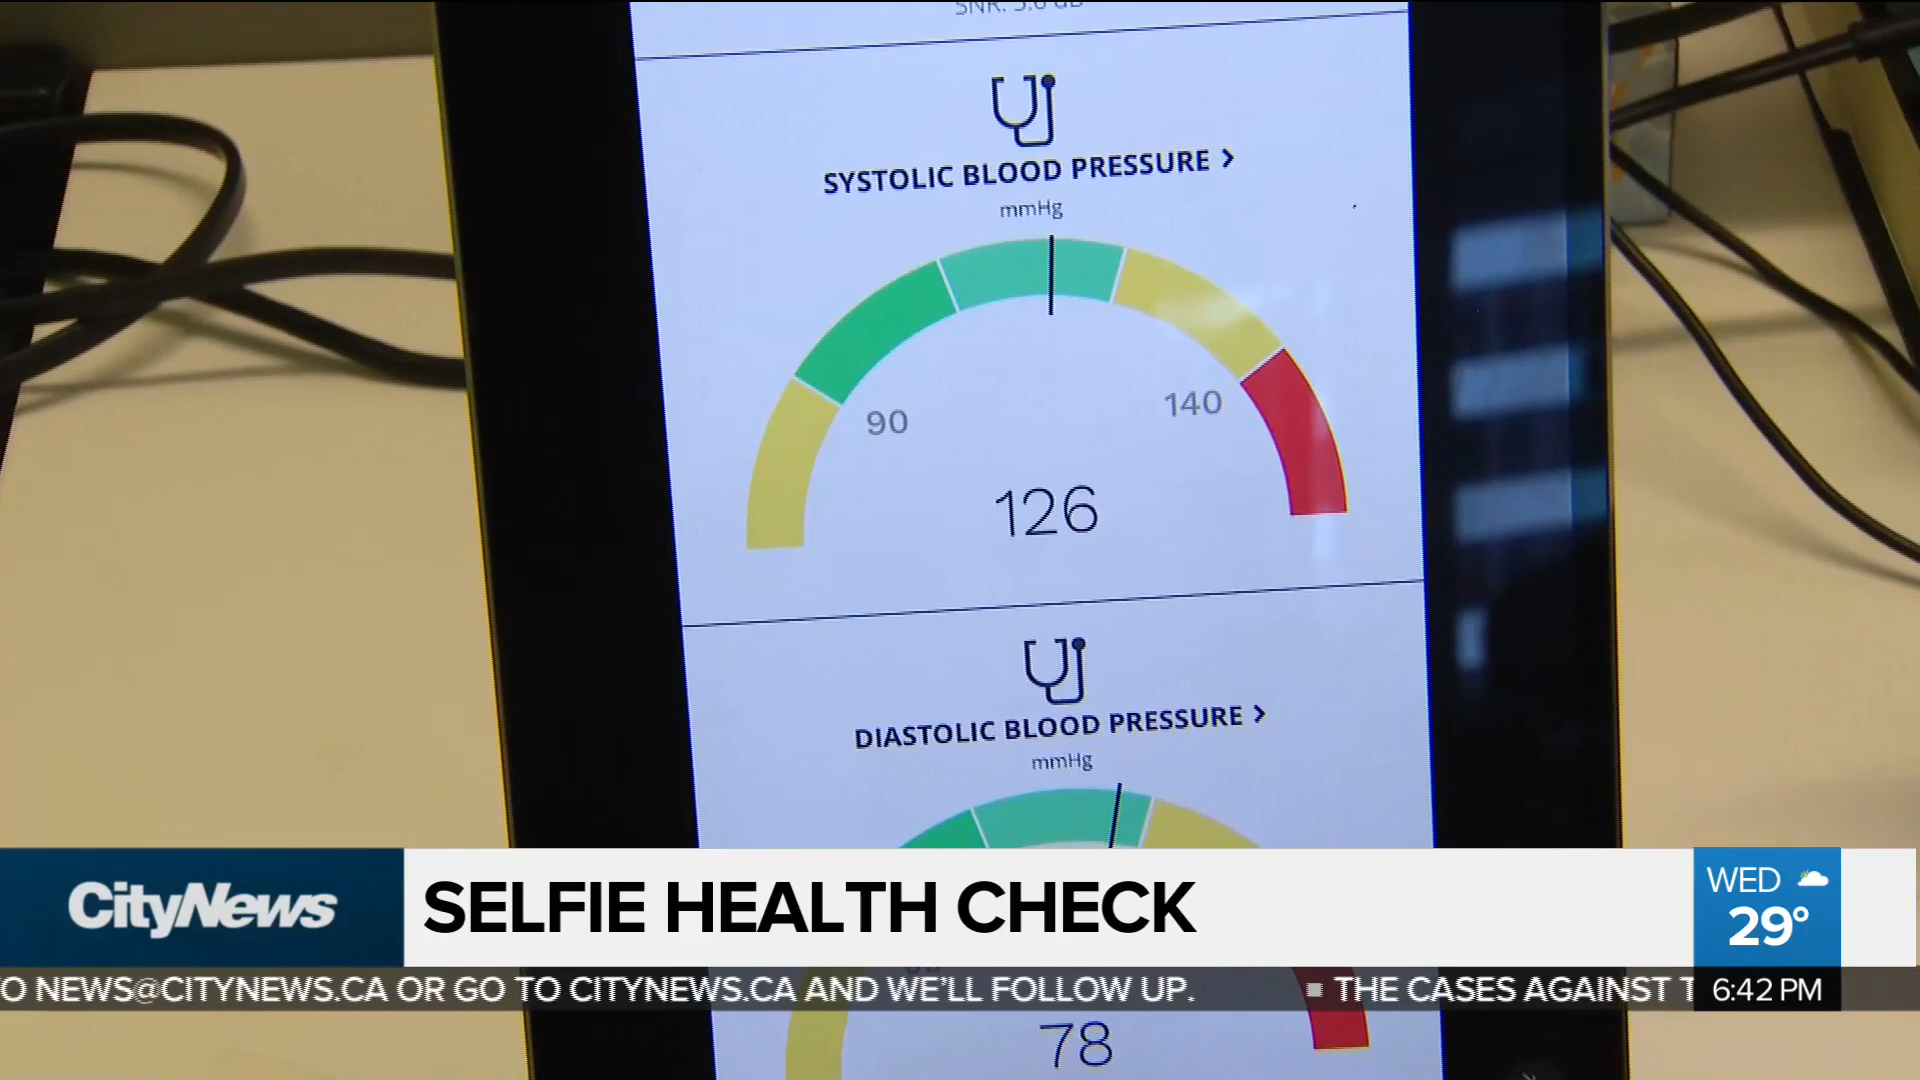 SYSTOLIC BLOOD PRESSURE >
mmHg
90
140
126
DIASTOLIC BLOOD PRESSURE >
mmHg
78
CityNews
SELFIE HEALTH CHECK
WED
29°
O NEWS@CITYNEWS.CA OR GO TO CITYNEWS.CA AND WE'LL FOLLOW UP. ▪ THE CASES AGAINST T
6:42 PM